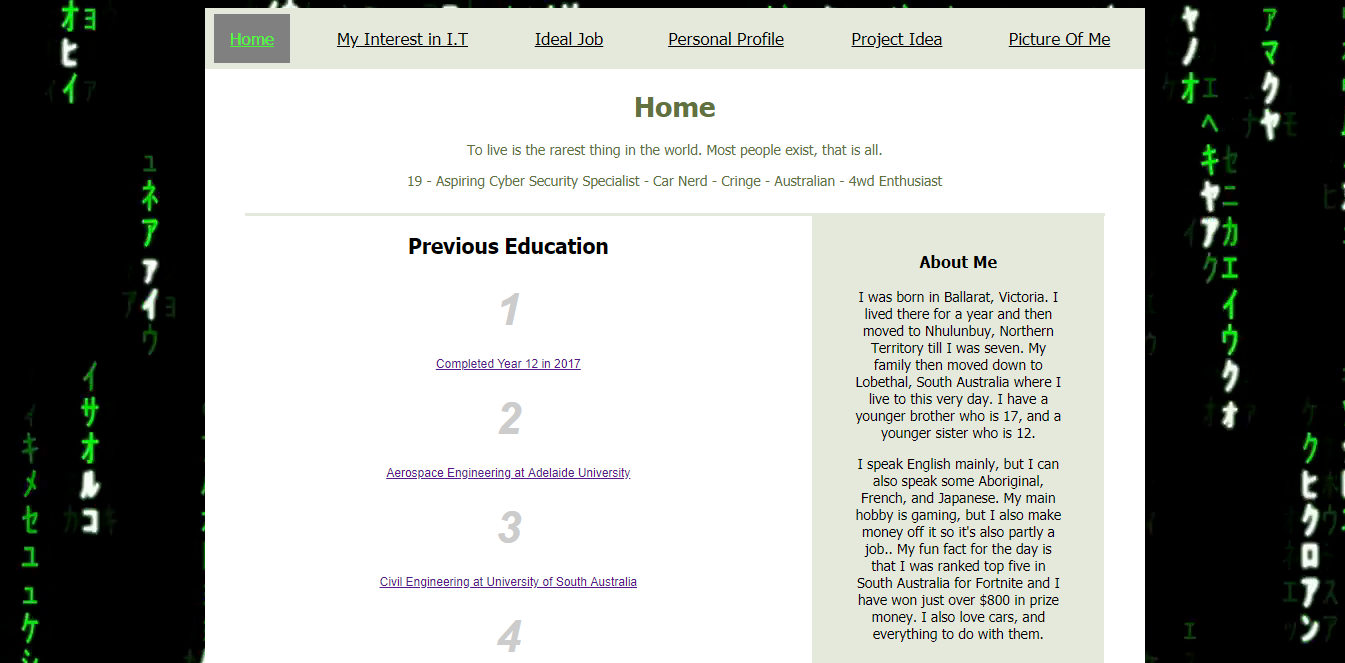 Home My Interest in I.T Ideal Job Personal Profile Project Idea Picture Of Me
Home
To live is the rarest thing in the world. Most people exist, that is all.
19 - Aspiring Cyber Security Specialist - Car Nerd - Cringe - Australian - 4wd Enthusiast
Previous Education
1
Completed Year 12 in 2017
2
Aerospace Engineering at Adelaide University
3
Civil Engineering at University of South Australia
4
About Me
I was born in Ballarat, Victoria. I
lived there for a year and then
moved to Nhulunbuy, Northern
Territory till I was seven. My
family then moved down to
Lobethal, South Australia where I
live to this very day. I have a
younger brother who is 17, and a
younger sister who is 12.
I speak English mainly, but I can
also speak some Aboriginal,
French, and Japanese. My main
hobby is gaming, but I also make
money off it so it's also partly a
job.. My fun fact for the day is
that I was ranked top five in
South Australia for Fortnite and I
have won just over $800 in prize
money. I also love cars, and
everything to do with them.